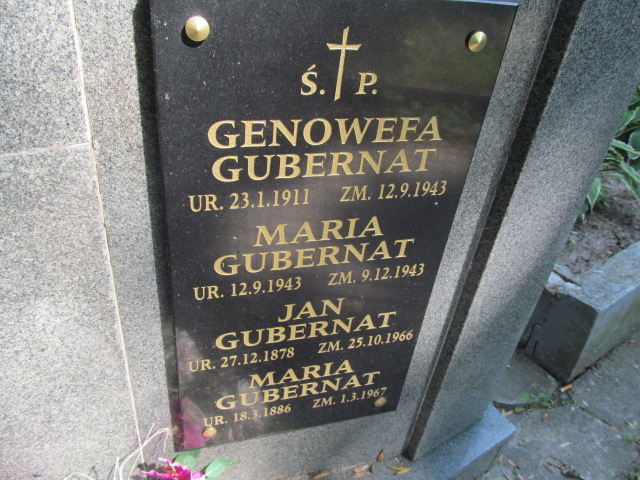 Ś. P.
GENOWEFA
GUBERNAT
UR. 23.1.1911 ZM. 12.9.1943
MARIA
GUBERNAT
UR. 12.9.1943 ZM. 9.12.1943
JAN
GUBERNAT
UR. 27.12.1878 ZM. 25.10.1966
MARIA
GUBERNAT
UR. 18.3.1886 ZM. 1.3.1967